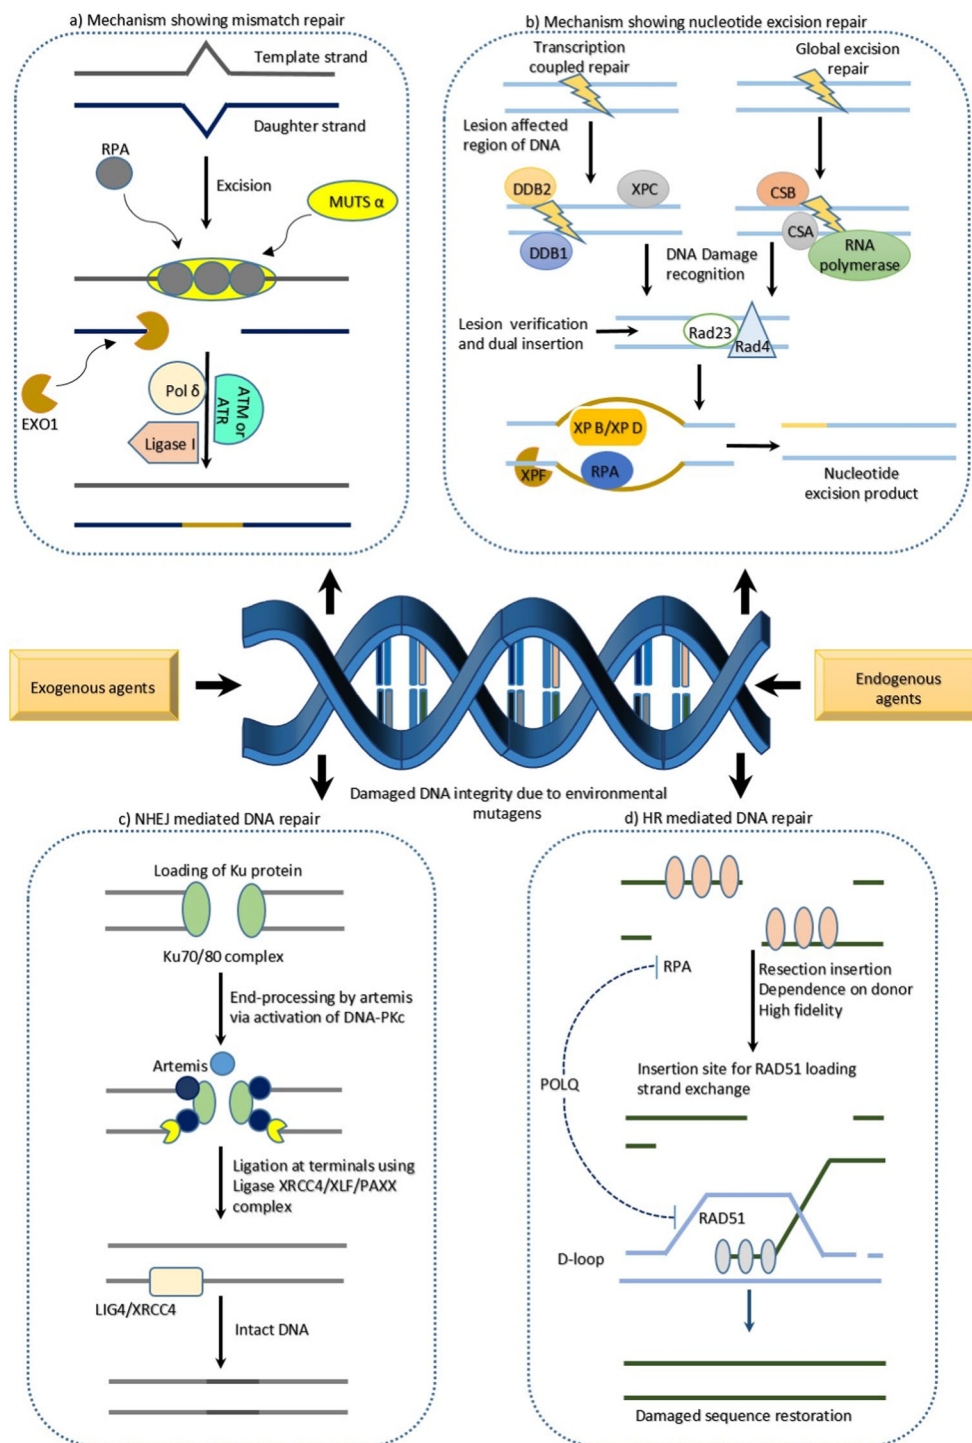 a) Mechanism showing mismatch repair
Template strand
Daughter strand
RPA
Excision
MUTS α
EXO1
Pol δ
ATM or
ATR
Ligase I
b) Mechanism showing nucleotide excision repair
Transcription
coupled repair
Global excision
repair
Lesion affected
region of DNA
DDB2
XPC
DDB1
CSB
CSA
RNA
polymerase
DNA Damage
recognition
Lesion verification
and dual insertion
Rad23
Rad4
XP B/XP D
XPF
RPA
Nucleotide
excision product
Exogenous agents
Endogenous
agents
Damaged DNA integrity due to environmental
mutagens
c) NHEJ mediated DNA repair
Loading of Ku protein
Ku70/80 complex
End-processing by artemis
via activation of DNA-PKc
Artemis
Ligation at terminals using
Ligase XRCC4/XLF/PAXX
complex
LIG4/XRCC4
Intact DNA
d) HR mediated DNA repair
RPA
Resection insertion
Dependence on donor
High fidelity
POLQ
Insertion site for RAD51 loading
strand exchange
RAD51
D-loop
Damaged sequence restoration